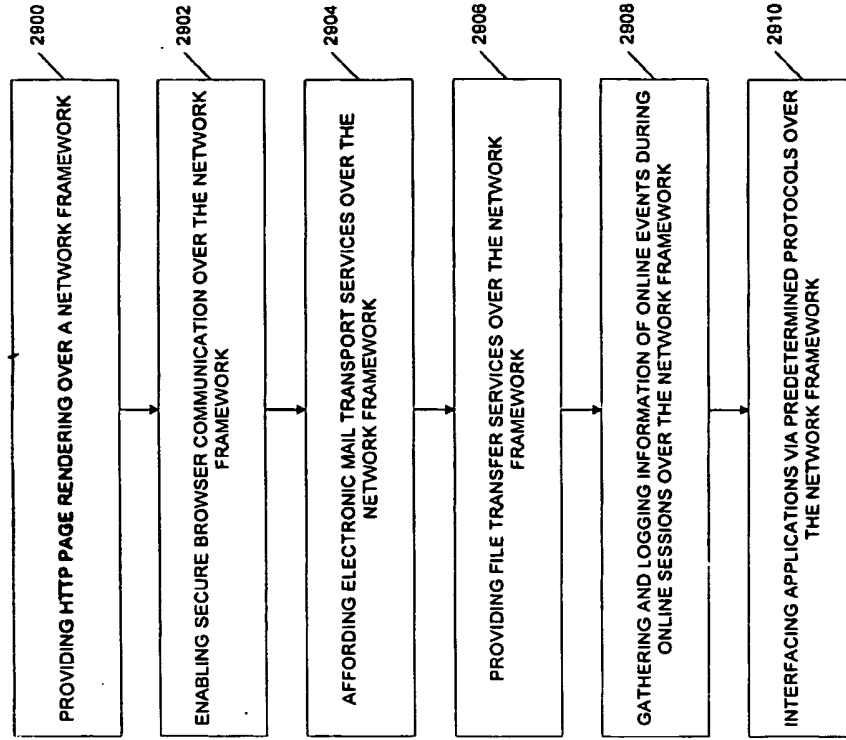 PROVIDING HTTP PAGE RENDERING OVER A NETWORK FRAMEWORK
2900
ENABLING SECURE BROWSER COMMUNICATION OVER THE NETWORK
FRAMEWORK
2902
AFFORDING ELECTRONIC MAIL TRANSPORT SERVICES OVER THE
NETWORK FRAMEWORK
2904
PROVIDING FILE TRANSFER SERVICES OVER THE NETWORK
FRAMEWORK
2906
GATHERING AND LOGGING INFORMATION OF ONLINE EVENTS DURING
ONLINE SESSIONS OVER THE NETWORK FRAMEWORK
2908
INTERFACING APPLICATIONS VIA PREDETERMINED PROTOCOLS OVER
THE NETWORK FRAMEWORK
2910